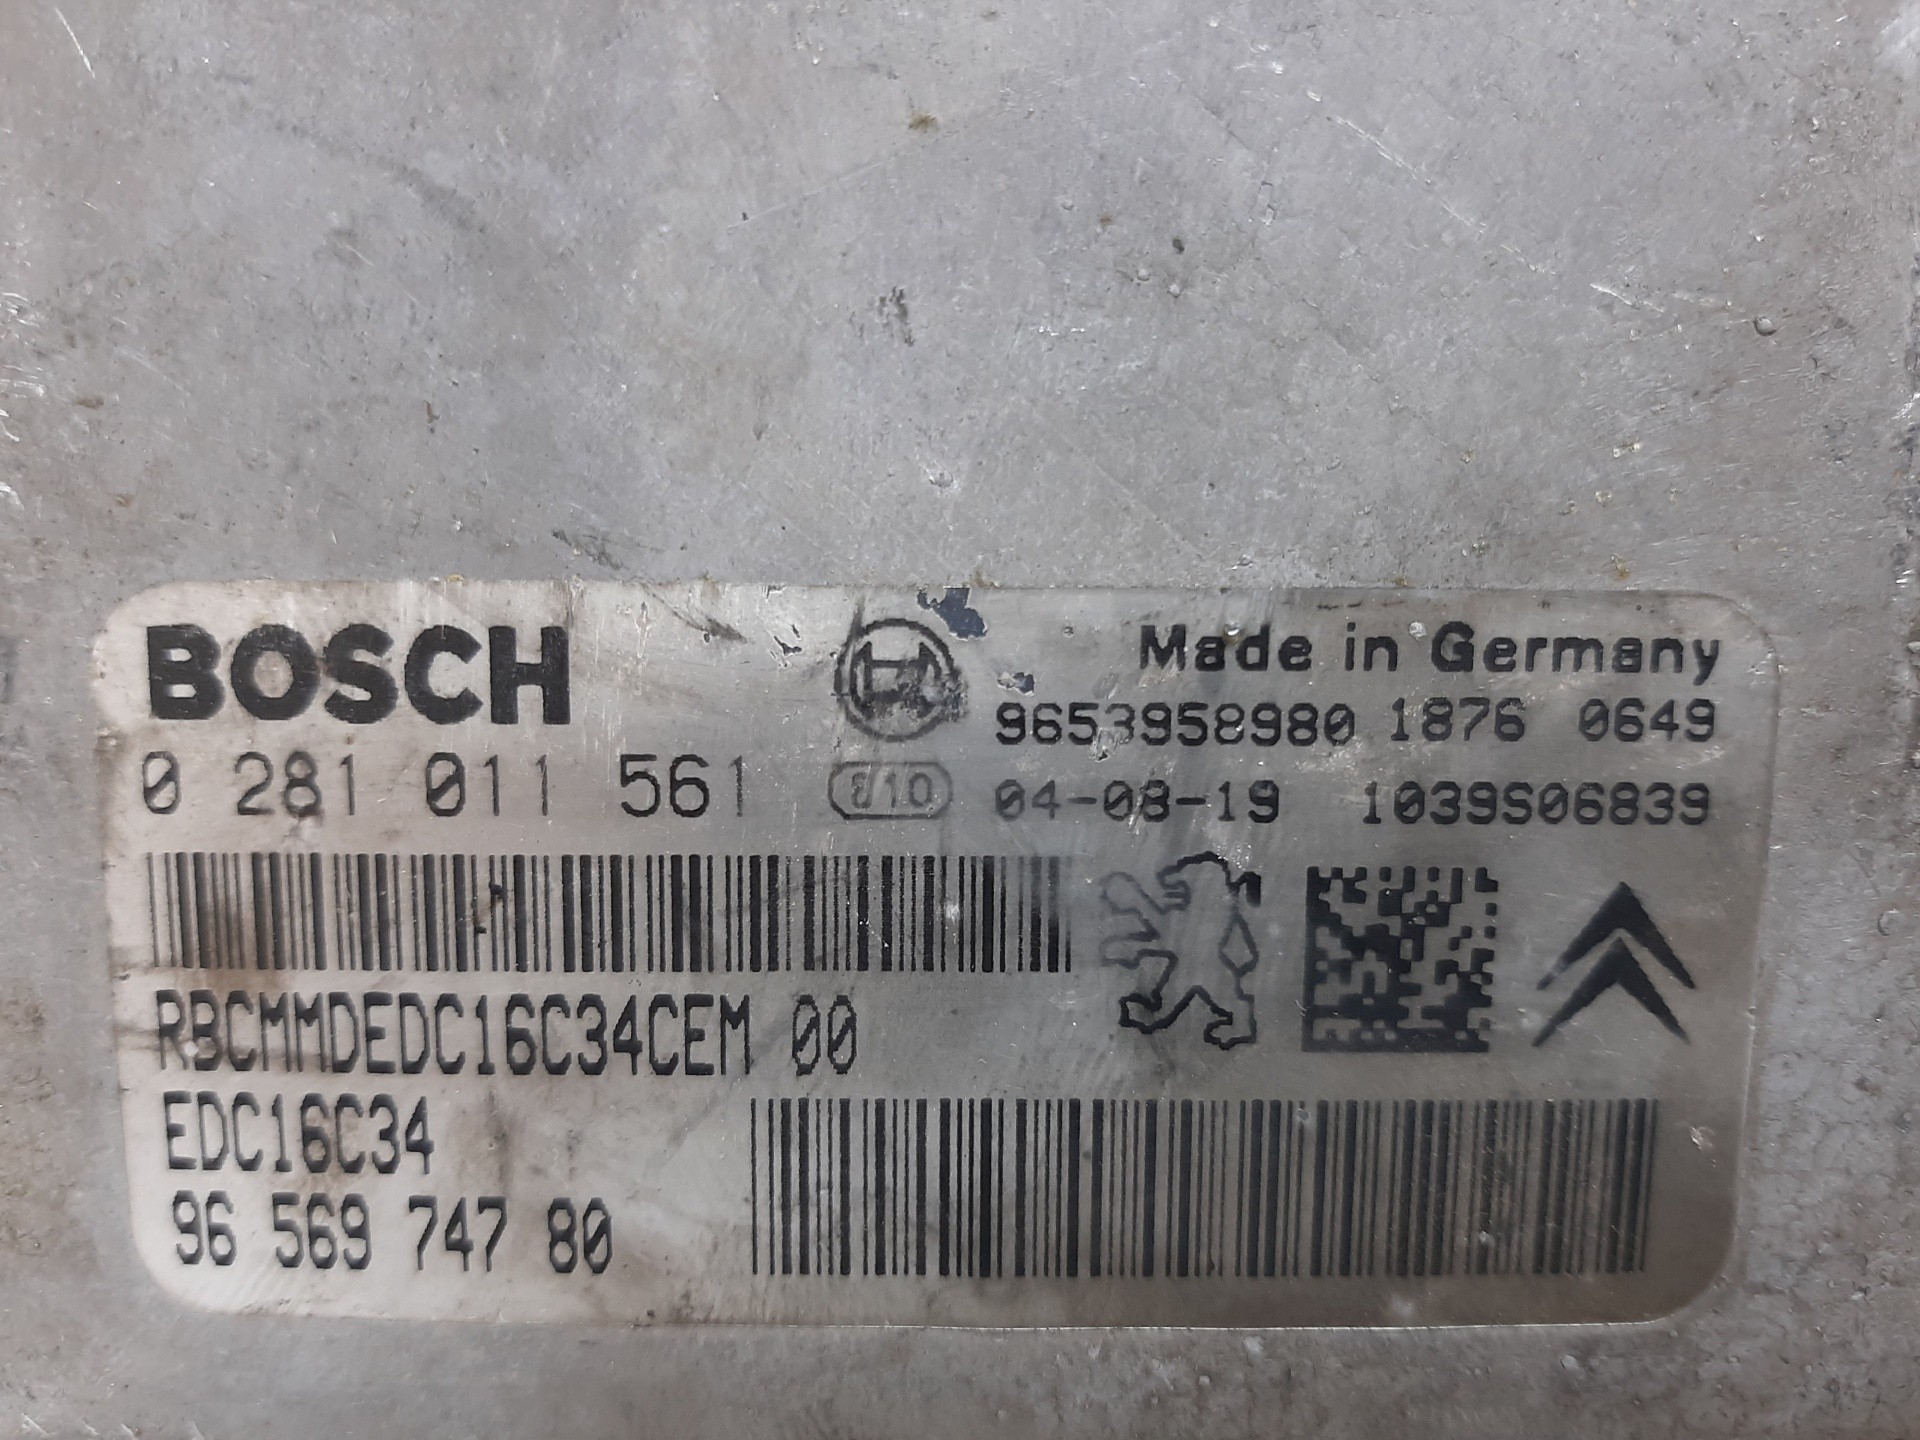 BOSCH
Made in Germany
9653958980 1876 0649
0 281 011 561
e10 04-08-19 1039S06839
RBCMMDEDC16C34CEM 00
EDC16C34
96 569 747 80